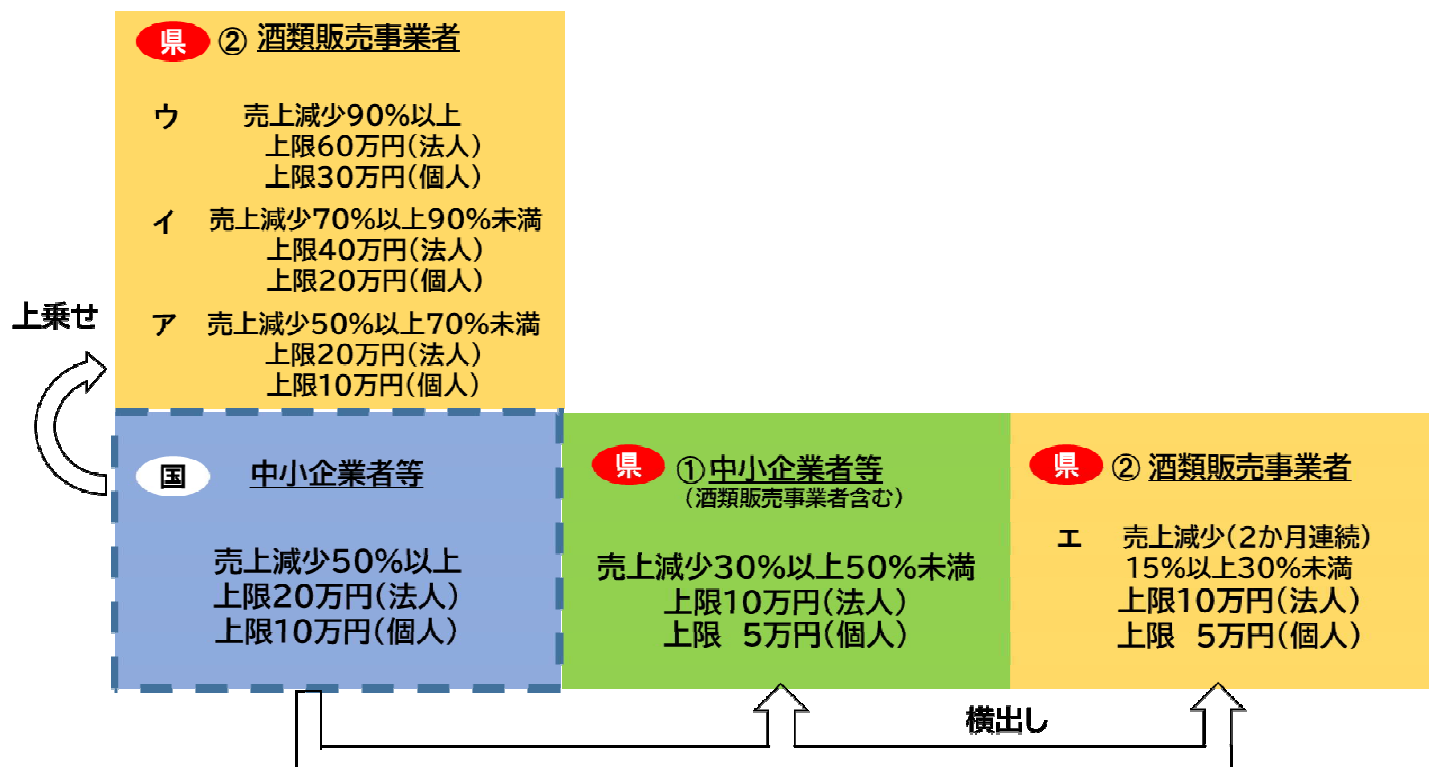 県 ② 酒類販売事業者
ウ 売上減少90%以上
上限60万円(法人)
上限30万円(個人)
イ 売上減少70%以上90%未満
上限40万円(法人)
上限20万円(個人)
ア 売上減少50%以上70%未満
上限20万円(法人)
上限10万円(個人)
上乗せ
国 中小企業者等
売上減少50%以上
上限20万円(法人)
上限10万円(個人)
県 ①中小企業者等
(酒類販売事業者含む)
売上減少30%以上50%未満
上限10万円(法人)
上限 5万円(個人)
県 ② 酒類販売事業者
エ 売上減少(2か月連続)
15%以上30%未満
上限10万円(法人)
上限 5万円(個人)
横出し